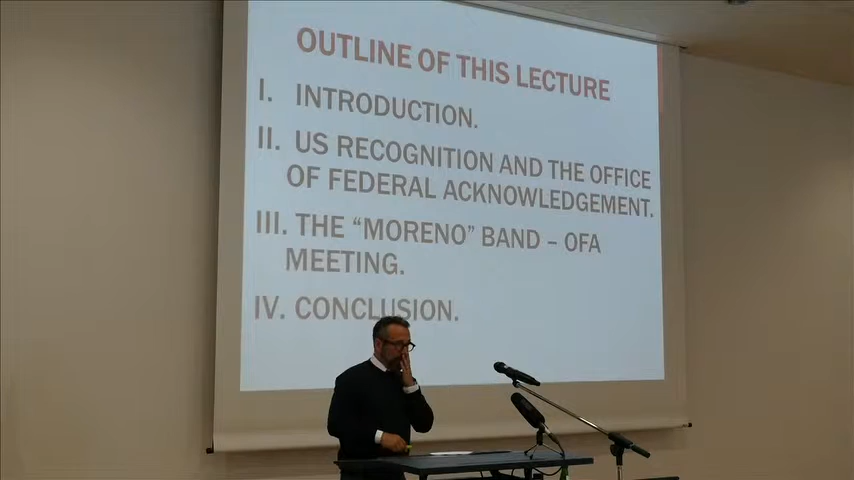 OUTLINE OF THIS LECTURE
I. INTRODUCTION.
II. US RECOGNITION AND THE OFFICE
OF FEDERAL ACKNOWLEDGEMENT.
III. THE “MORENO” BAND – OFA
MEETING.
IV. CONCLUSION.